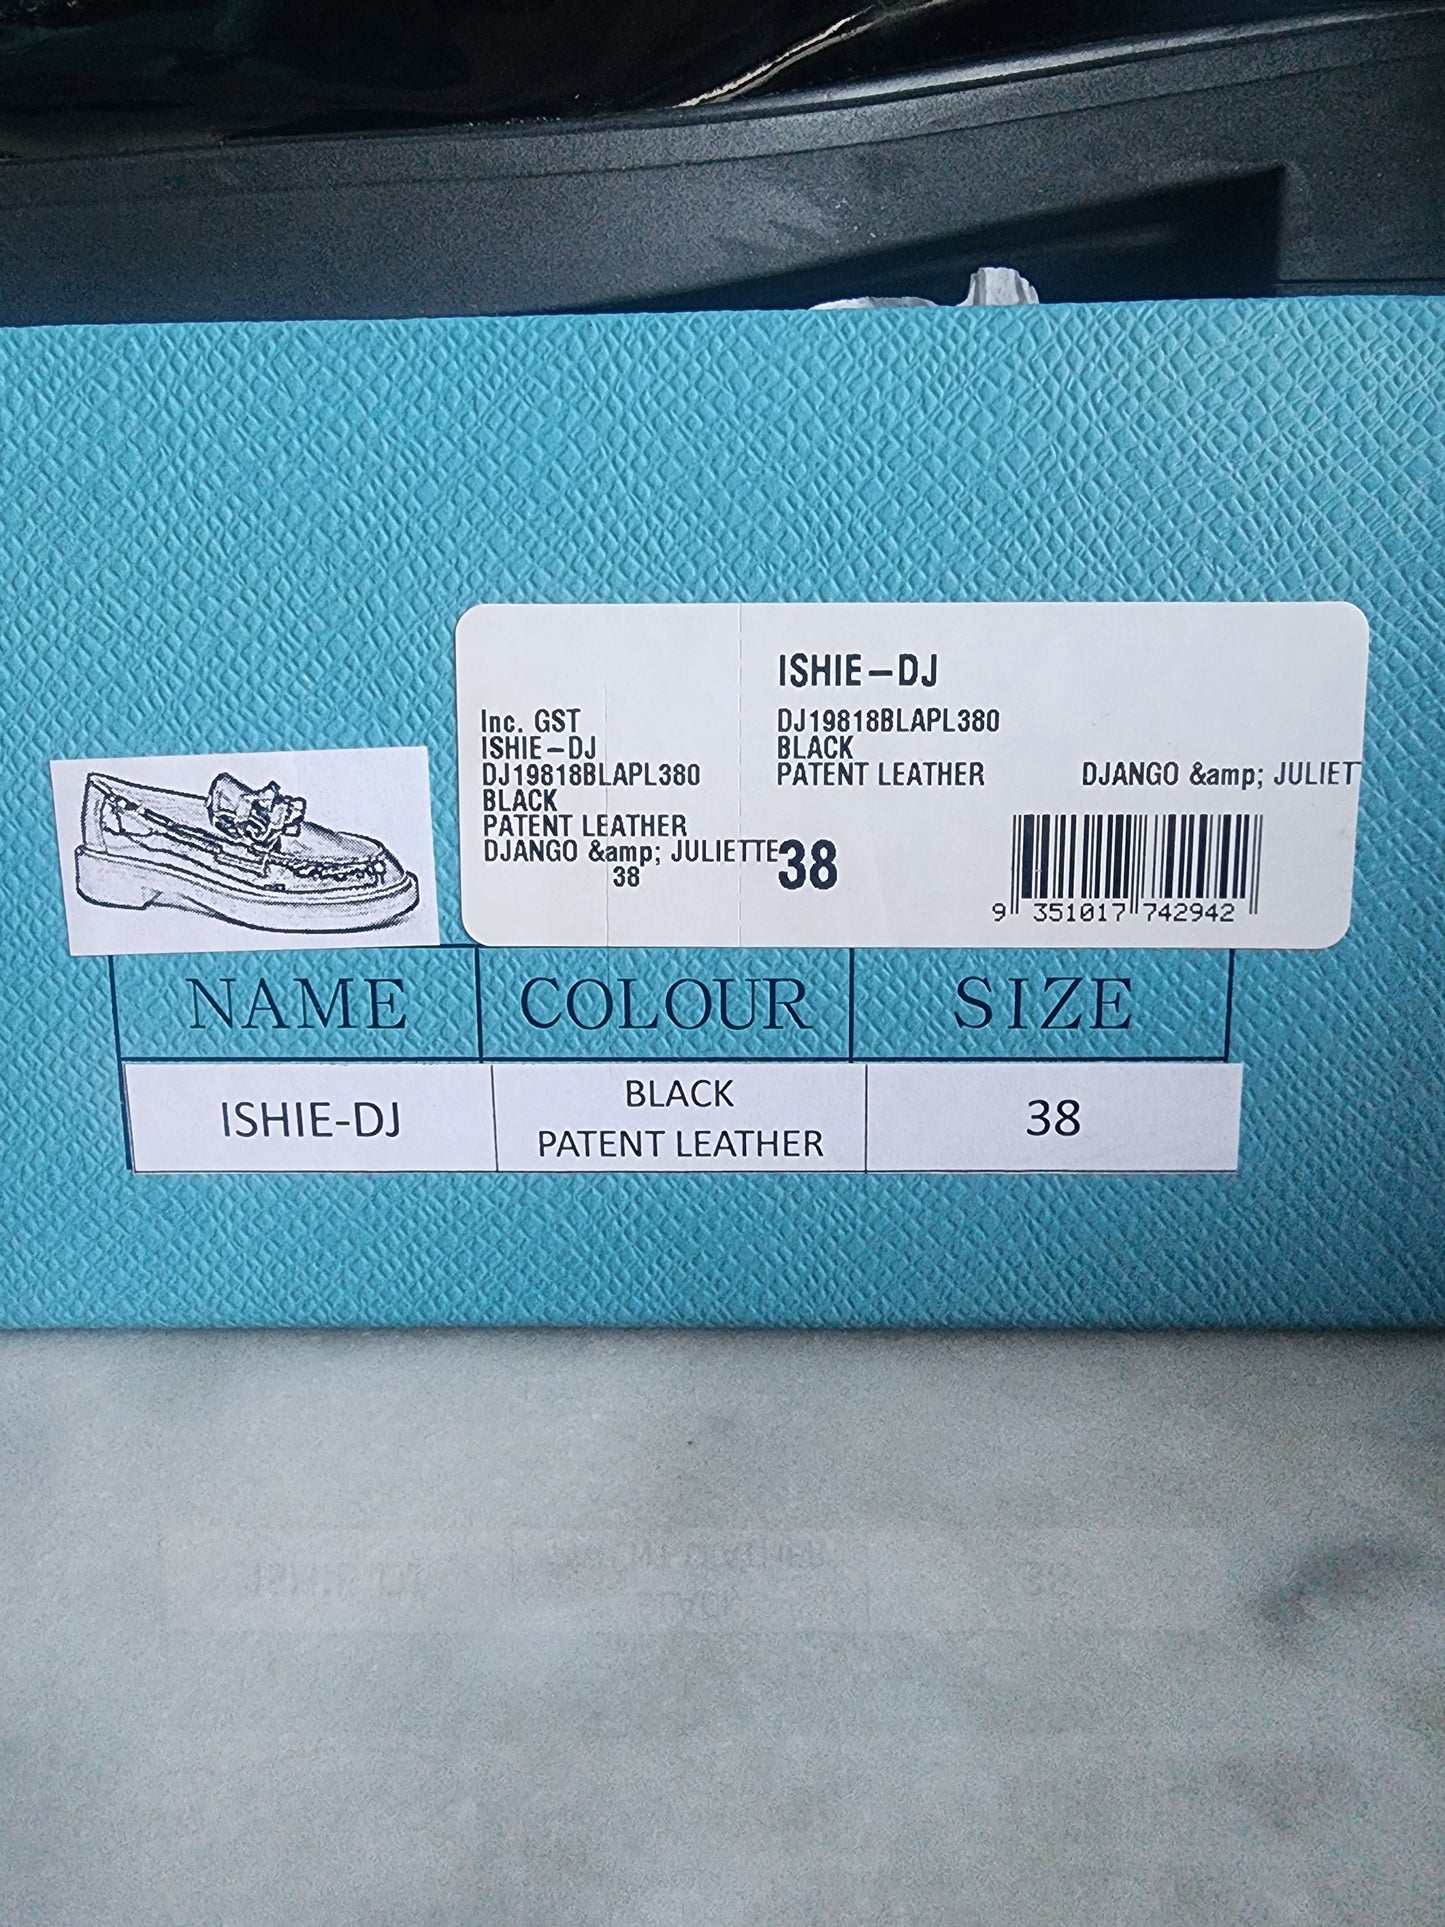 ISHIE-DJ
Inc. GST
ISHIE-DJ
DJ19818BLAPL380
BLACK
PATENT LEATHER
DJANGO &amp; JULIETTE
38
DJ19818BLAPL380
BLACK
PATENT LEATHER
DJANGO &amp; JULIET
38
9 351017 742942
NAME COLOUR SIZE
ISHIE-DJ BLACK PATENT LEATHER 38